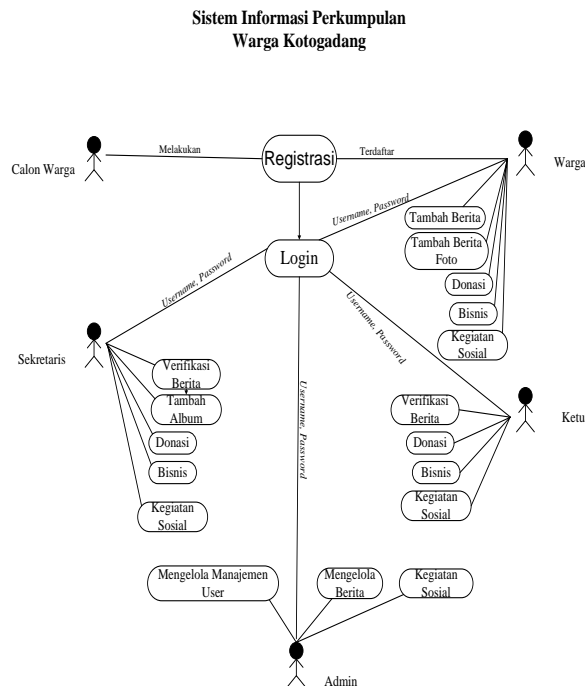 Sistem Informasi Perkumpulan
Warga Kotogadang
Calon Warga
Melakukan
Registrasi
Terdaftar
Warga
Username, Password
Tambah Berita
Tambah Berita
Foto
Donasi
Bisnis
Kegiatan
Sosial
Login
Username, Password
Username, Password
Username, Password
Sekretaris
Verifikasi
Berita
Tambah
Album
Donasi
Bisnis
Kegiatan
Sosial
Verifikasi
Berita
Donasi
Bisnis
Kegiatan
Sosial
Ketu
Mengelola Manajemen
User
Mengelola
Berita
Kegiatan
Sosial
Admin